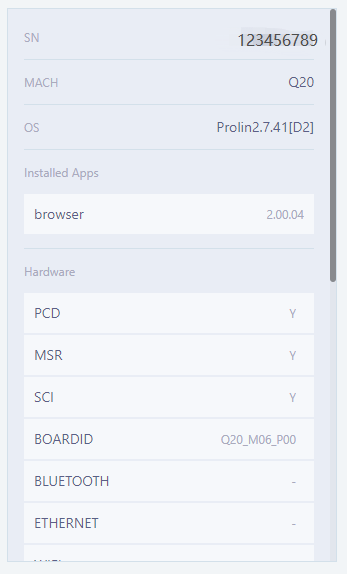 SN 123456789
MACH Q20
OS Prolin2.7.41[D2]
Installed Apps
browser 2.00.04
Hardware
PCD Y
MSR Y
SCI Y
BOARDID Q20_M06_P00
BLUETOOTH -
ETHERNET -